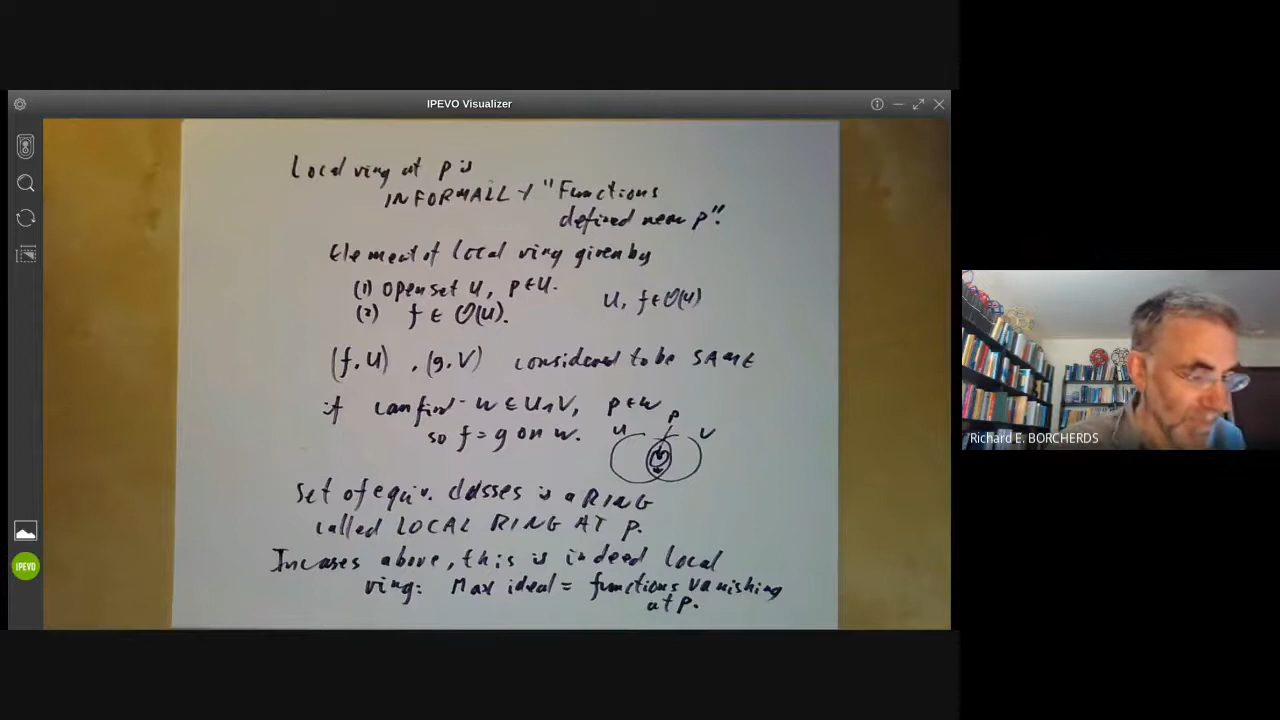 IPEVO Visualizer
Local ring at p is
INFORMALLY "Functions
defined near p".
Element of local ring given by
(1) open set U, p∈U.
(2) f ∈ O(U).
U, f∈O(U)
(f,U) , (g,V) considered to be SAME
if can find W ∈ U∩V, p∈W
so f = g on W.
p
U
V
W
Set of equiv. classes is a RING
called LOCAL RING AT p.
In cases above, this is indeed local
ring: Max ideal = functions vanishing
at p.
IPEVO
Richard E. BORCHERDS